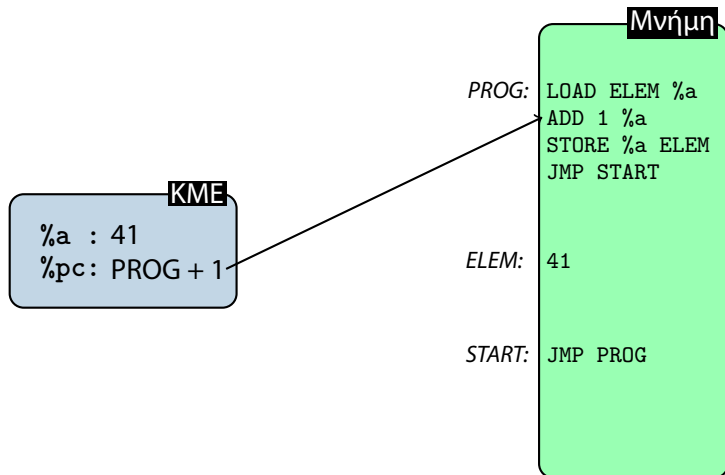 Μνήμη
PROG: LOAD ELEM %a
ADD 1 %a
STORE %a ELEM
JMP START
KME
%a : 41
%pc: PROG + 1
ELEM: 41
START: JMP PROG